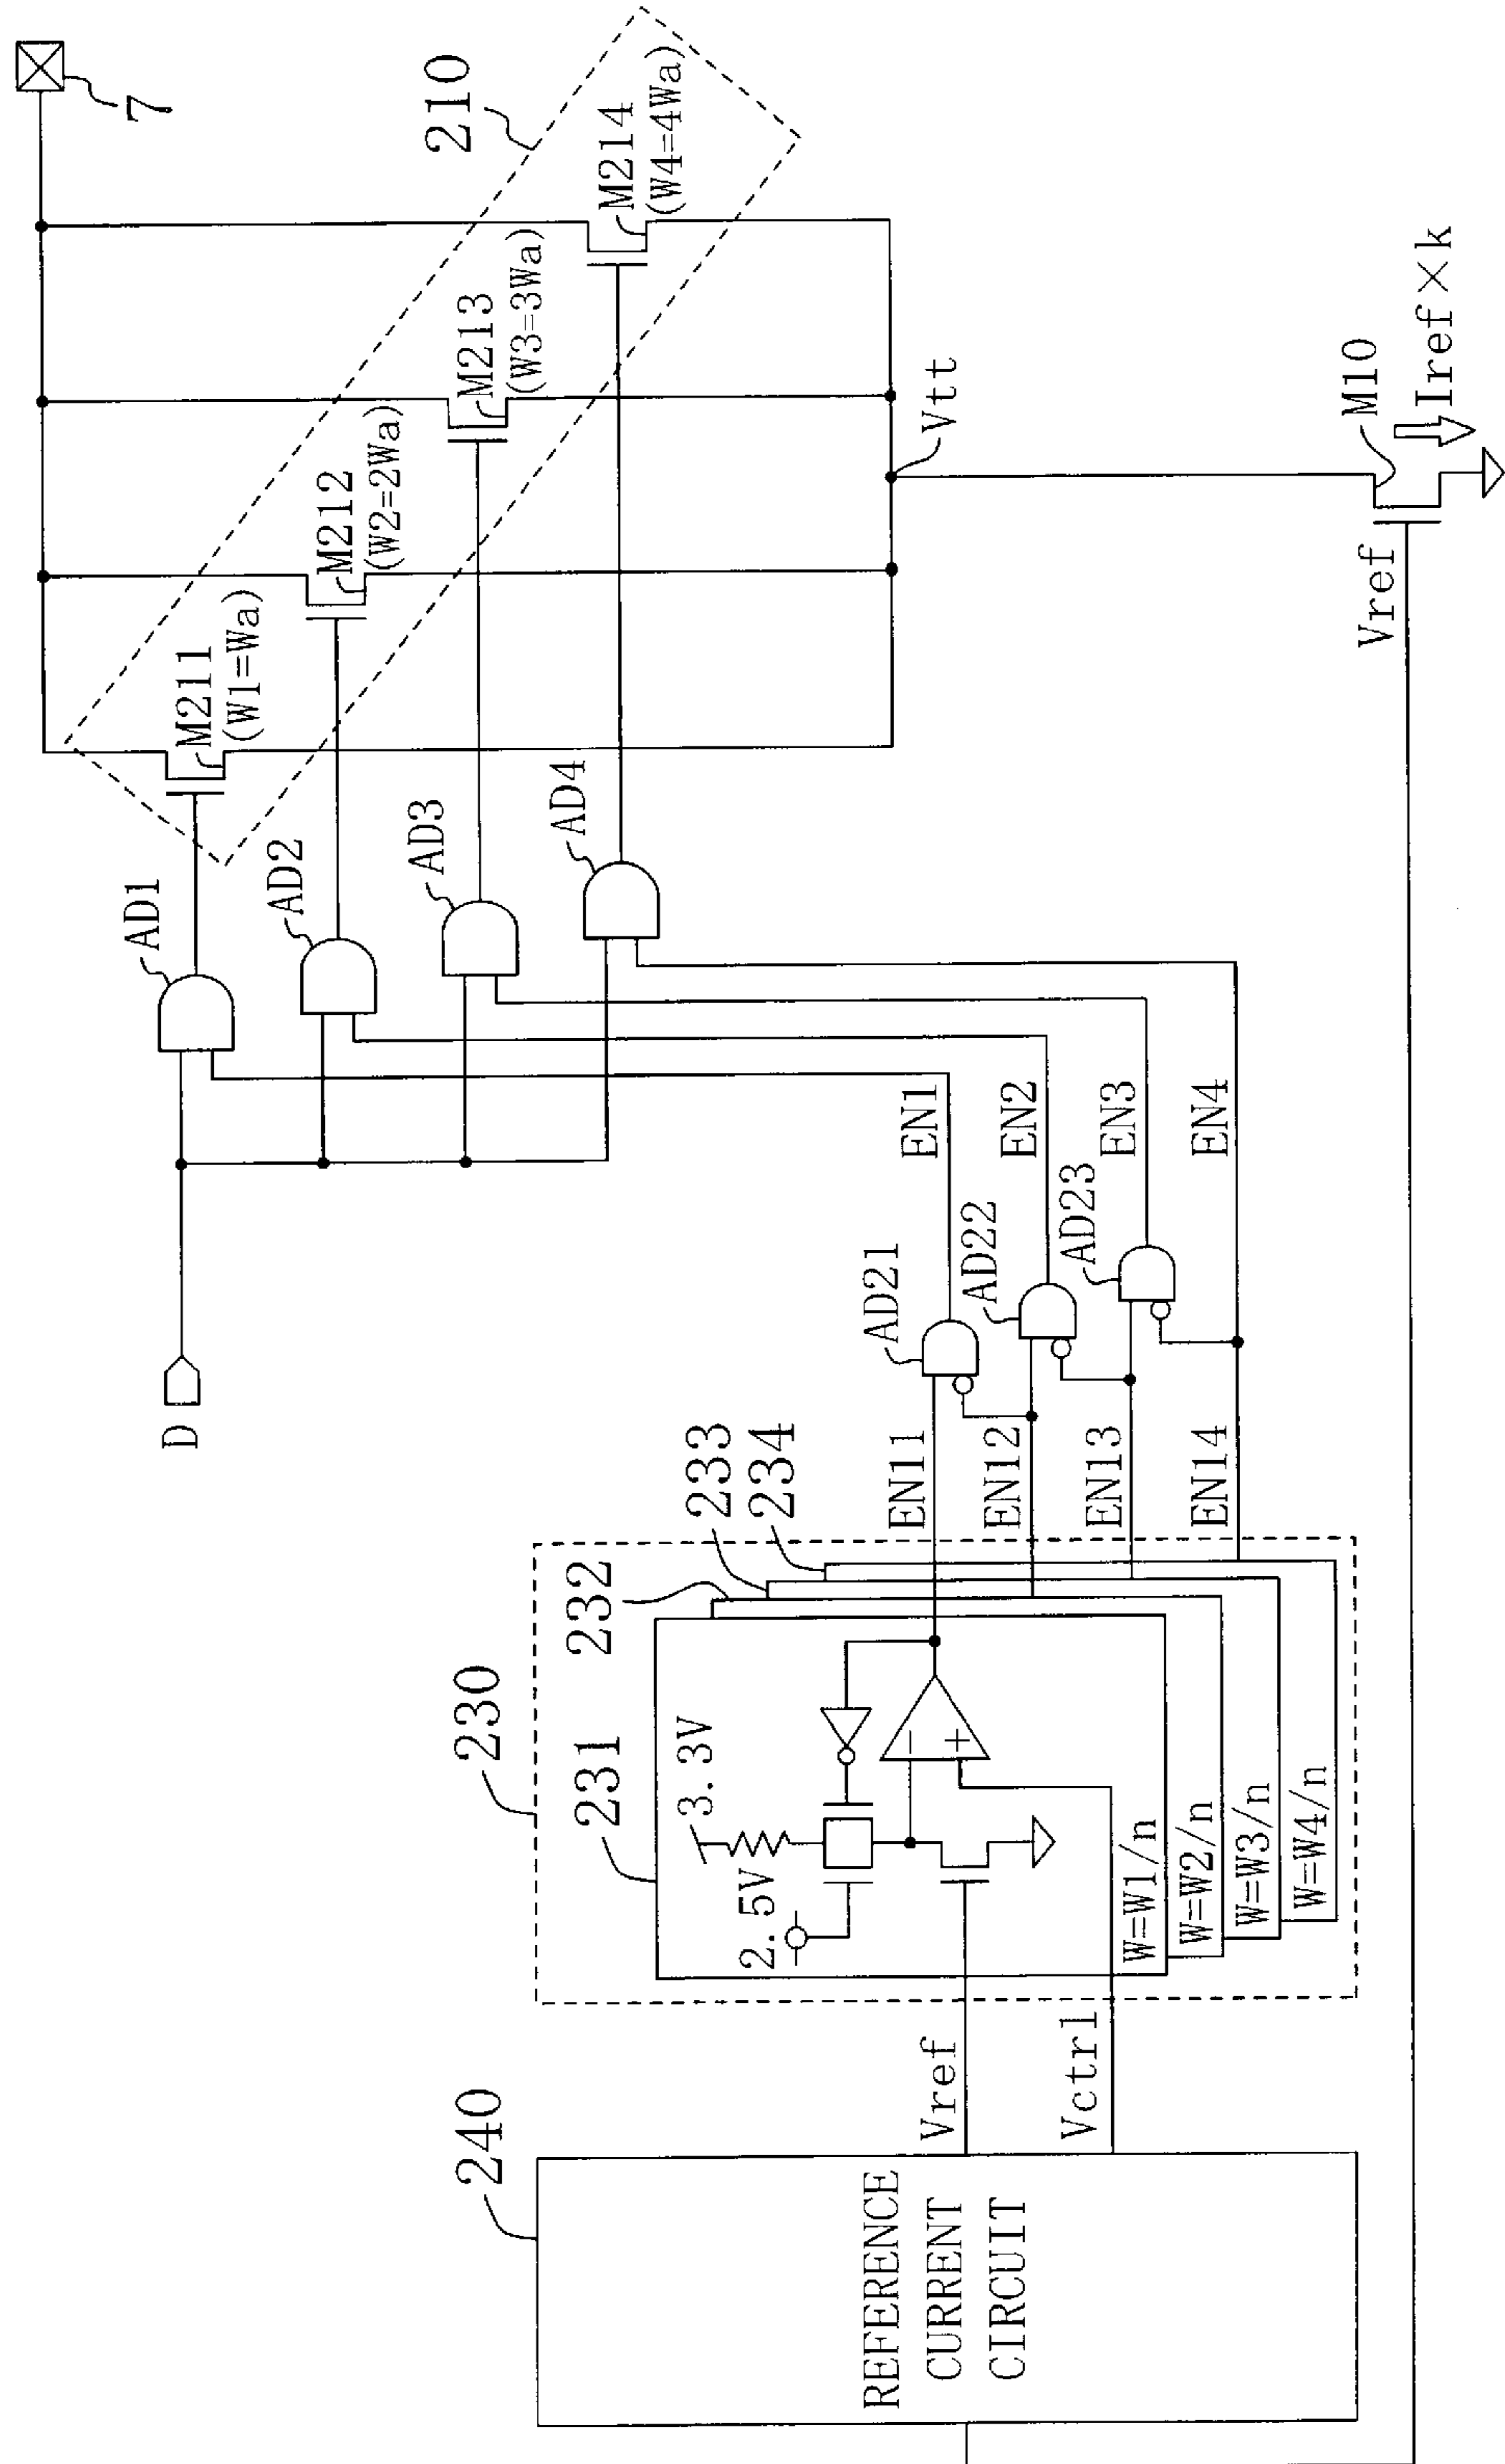 7
210
M211
(W1=Wa)
M212
(W2=2Wa)
M213
(W3=3Wa)
M214
(W4=4Wa)
AD1
AD2
AD3
AD4
D
Vtt
M10
Iref×k
Vref
EN1
EN2
EN3
EN4
AD21
AD22
AD23
EN11
EN12
EN13
EN14
230
231
232
233
234
3.3V
2.5V
−
+
W=W1/n
W=W2/n
W=W3/n
W=W4/n
240
Vref
Vctrl
REFERENCE
CURRENT
CIRCUIT